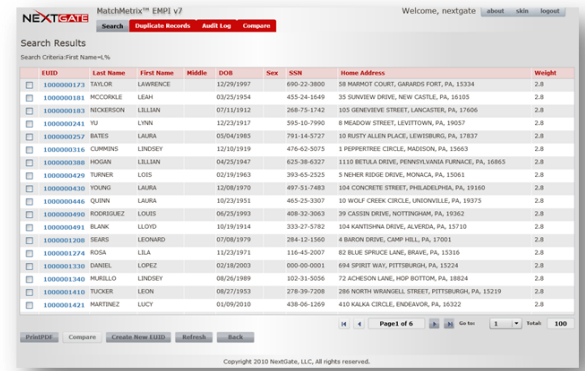 NEXTGATE MatchMetrix™ EMPI v7 Welcome, nextgate about skin logout
Search Duplicate Records Audit Log Compare
Search Results
Search Criteria:First Name=L%
EUID Last Name First Name Middle DOB Sex SSN Home Address Weight
1000000173 TAYLOR LAWRENCE 12/29/1997 690-22-3800 58 MARMOT COURT, GARARDS FORT, PA, 15334 2.8
1000000181 MCCORKLE LEAH 03/25/1954 455-24-1649 35 SUNVIEW DRIVE, NEW CASTLE, PA, 16105 2.8
1000000183 NICKERSON LILLIAN 07/11/1912 268-75-1742 105 GENEVIEVE STREET, LANCASTER, PA, 17606 2.8
1000000241 YU LYNN 12/23/1917 595-10-7990 8 MEADOW STREET, LEVITTOWN, PA, 19057 2.8
1000000257 BATES LAURA 05/04/1985 791-14-5727 10 RUSTY ALLEN PLACE, LEWISBURG, PA, 17837 2.8
1000000316 CUMMINS LINDSEY 12/10/1919 476-62-5075 1 PEPPERTREE CIRCLE, MADISON, PA, 15663 2.8
1000000388 HOGAN LILLIAN 04/25/1947 625-38-6327 1110 BETULA DRIVE, PENNSYLVANIA FURNACE, PA, 16865 2.8
1000000429 TURNER LOIS 02/19/1963 393-65-2525 5 NEHER RIDGE DRIVE, MONACA, PA, 15061 2.8
1000000430 YOUNG LAURA 12/08/1970 497-51-7483 104 CONCRETE STREET, PHILADELPHIA, PA, 19160 2.8
1000000446 QUINN LAURA 10/23/1951 465-25-3307 10 WOLF CREEK CIRCLE, UNIONVILLE, PA, 19375 2.8
1000000490 RODRIGUEZ LOUIS 06/25/1993 408-32-3063 39 CASSIN DRIVE, NOTTINGHAM, PA, 19362 2.8
1000000491 BLANK LLOYD 10/19/1914 333-27-5782 104 KANTISHNA DRIVE, ALVERDA, PA, 15710 2.8
1000001208 SEARS LEONARD 07/08/1979 284-12-1560 4 BARON DRIVE, CAMP HILL, PA, 17001 2.8
1000001274 ROSA LILA 11/23/1971 116-45-2007 82 BLUE SPRUCE LANE, BRAVE, PA, 15316 2.8
1000001330 DANIEL LOPEZ 02/18/2003 000-00-0001 694 SPIRIT WAY, PITTSBURGH, PA, 15224 2.8
1000001340 MURILLO LINDSEY 08/26/1989 102-31-5056 72 ACHESON LANE, HOP BOTTOM, PA, 18824 2.8
1000001410 TUCKER LEON 08/27/1953 278-39-7208 286 NORTH WRANGELL STREET, PITTSBURGH, PA, 15219 2.8
1000001421 MARTINEZ LUCY 01/09/2010 438-06-1269 410 KALKA CIRCLE, ENDEAVOR, PA, 16322 2.8
Page1 of 6 Go to: 1 Total: 100
PrintPDF Compare Create New EUID Refresh Back
Copyright 2010 NextGate, LLC, All rights reserved.